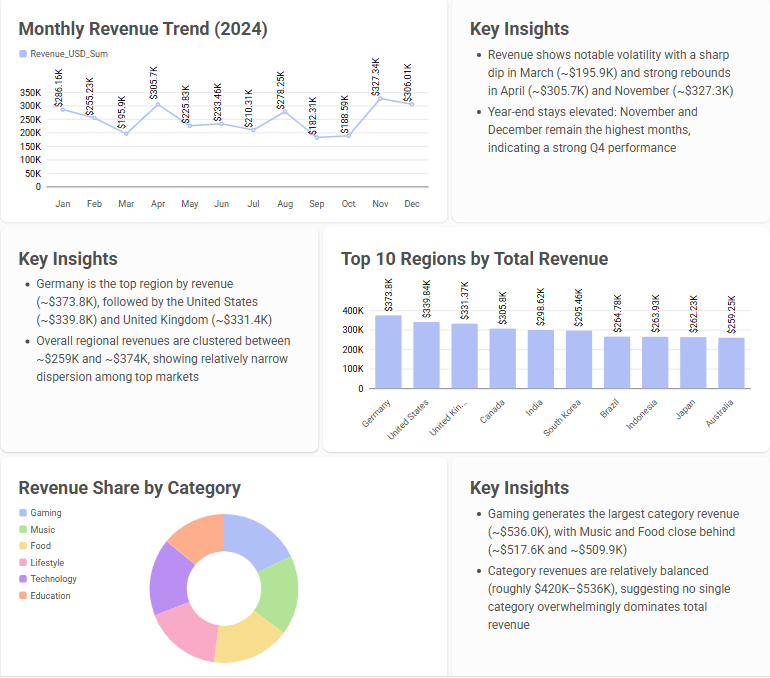 Monthly Revenue Trend (2024)
Revenue_USD_Sum
350K
300K
250K
200K
150K
100K
50K
0
$286.16K
$255.23K
$195.9K
$305.7K
$225.83K
$233.46K
$210.31K
$278.25K
$182.31K
$188.59K
$327.34K
$306.01K
Jan
Feb
Mar
Apr
May
Jun
Jul
Aug
Sep
Oct
Nov
Dec
Key Insights
• Revenue shows notable volatility with a sharp
dip in March (~$195.9K) and strong rebounds
in April (~$305.7K) and November (~$327.3K)
• Year-end stays elevated: November and
December remain the highest months,
indicating a strong Q4 performance
Key Insights
• Germany is the top region by revenue
(~$373.8K), followed by the United States
(~$339.8K) and United Kingdom (~$331.4K)
• Overall regional revenues are clustered between
~$259K and ~$374K, showing relatively narrow
dispersion among top markets
Top 10 Regions by Total Revenue
400K
300K
200K
100K
0
$373.8K
$339.84K
$331.37K
$305.8K
$298.62K
$295.46K
$264.78K
$263.93K
$262.23K
$259.25K
Germany
United States
United Kin...
Canada
India
South Korea
Brazil
Indonesia
Japan
Australia
Revenue Share by Category
Gaming
Music
Food
Lifestyle
Technology
Education
Key Insights
• Gaming generates the largest category revenue
(~$536.0K), with Music and Food close behind
(~$517.6K and ~$509.9K)
• Category revenues are relatively balanced
(roughly $420K–$536K), suggesting no single
category overwhelmingly dominates total
revenue